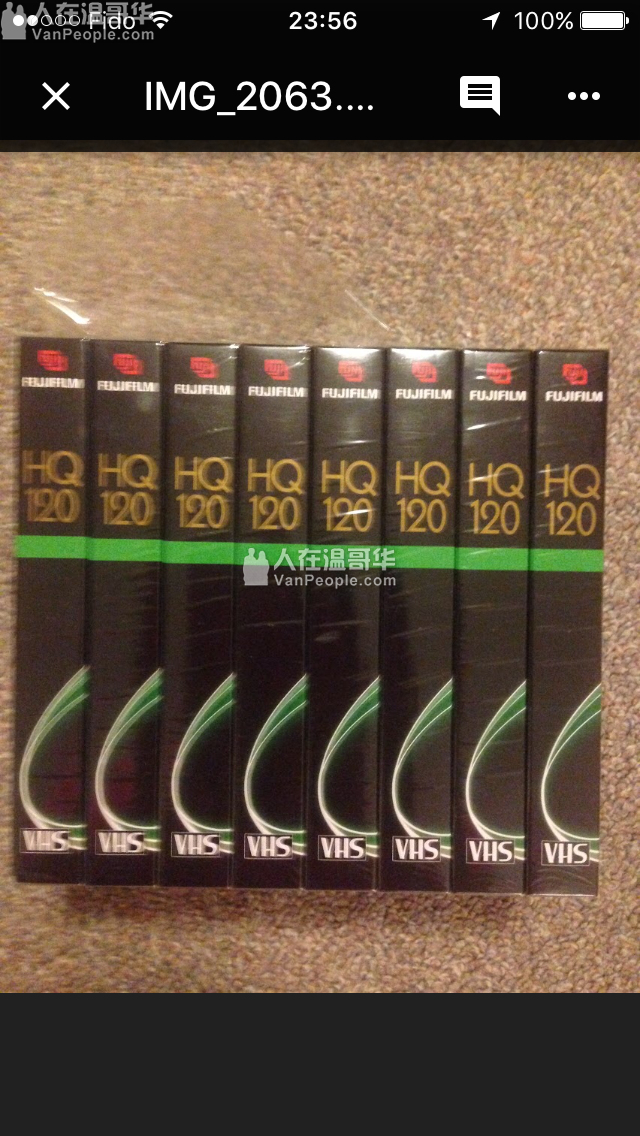 人在温哥华
VanPeople.com
Fido
23:56
100%
IMG_2063....
FUJIFILM FUJIFILM FUJIFILM FUJIFILM FUJIFILM FUJIFILM FUJIFILM FUJIFILM
HQ HQ HQ HQ HQ HQ HQ HQ
120 120 120 120 120 120 120 120
人在温哥华
VanPeople.com
VHS VHS VHS VHS VHS VHS VHS VHS